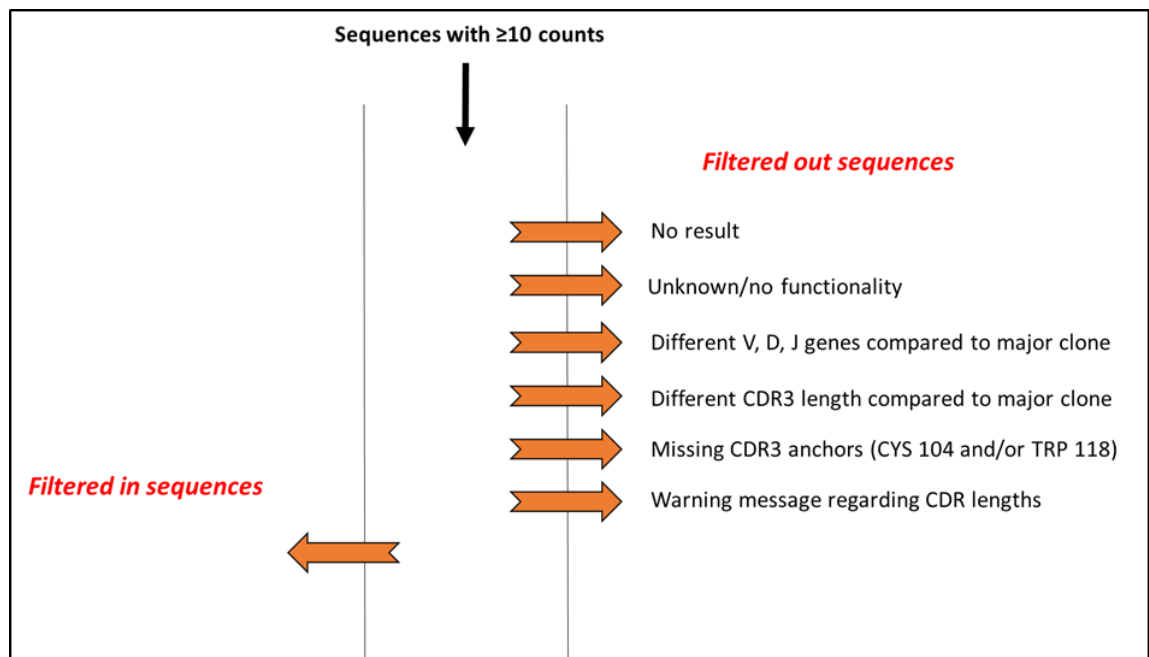 Sequences with ≥10 counts
Filtered out sequences
No result
Unknown/no functionality
Different V, D, J genes compared to major clone
Different CDR3 length compared to major clone
Missing CDR3 anchors (CYS 104 and/or TRP 118)
Filtered in sequences
Warning message regarding CDR lengths